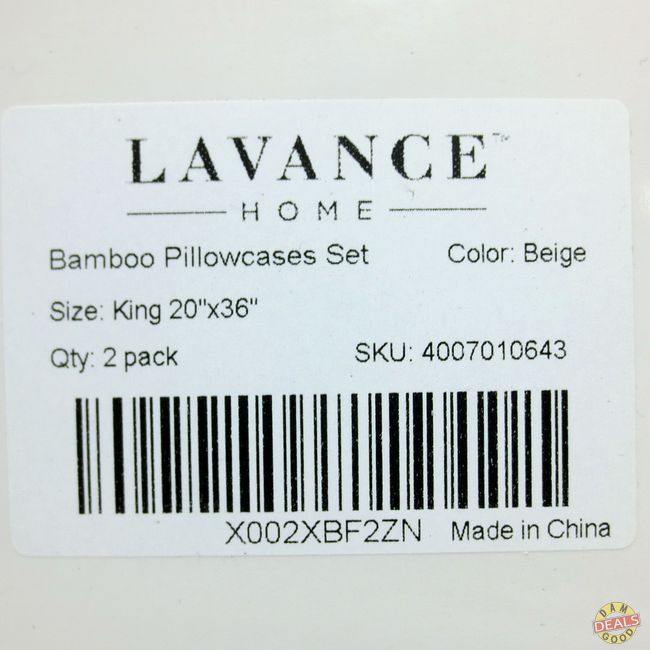 LAVANCE™
HOME
Bamboo Pillowcases Set Color: Beige
Size: King 20"x36"
Qty: 2 pack SKU: 4007010643
X002XBF2ZN Made in China
DAM
DEALS
GOOD